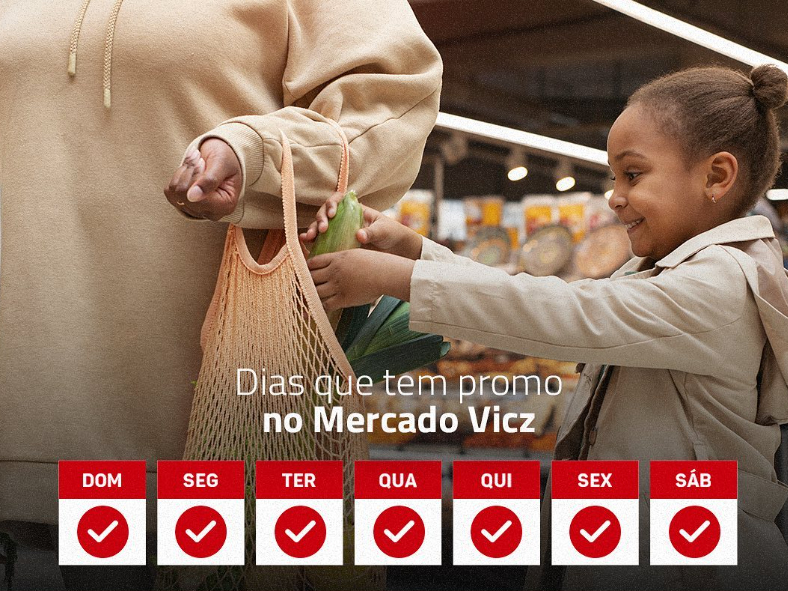 Dias que tem promo
no Mercado Vicz
DOM SEG TER QUA QUI SEX SÁB